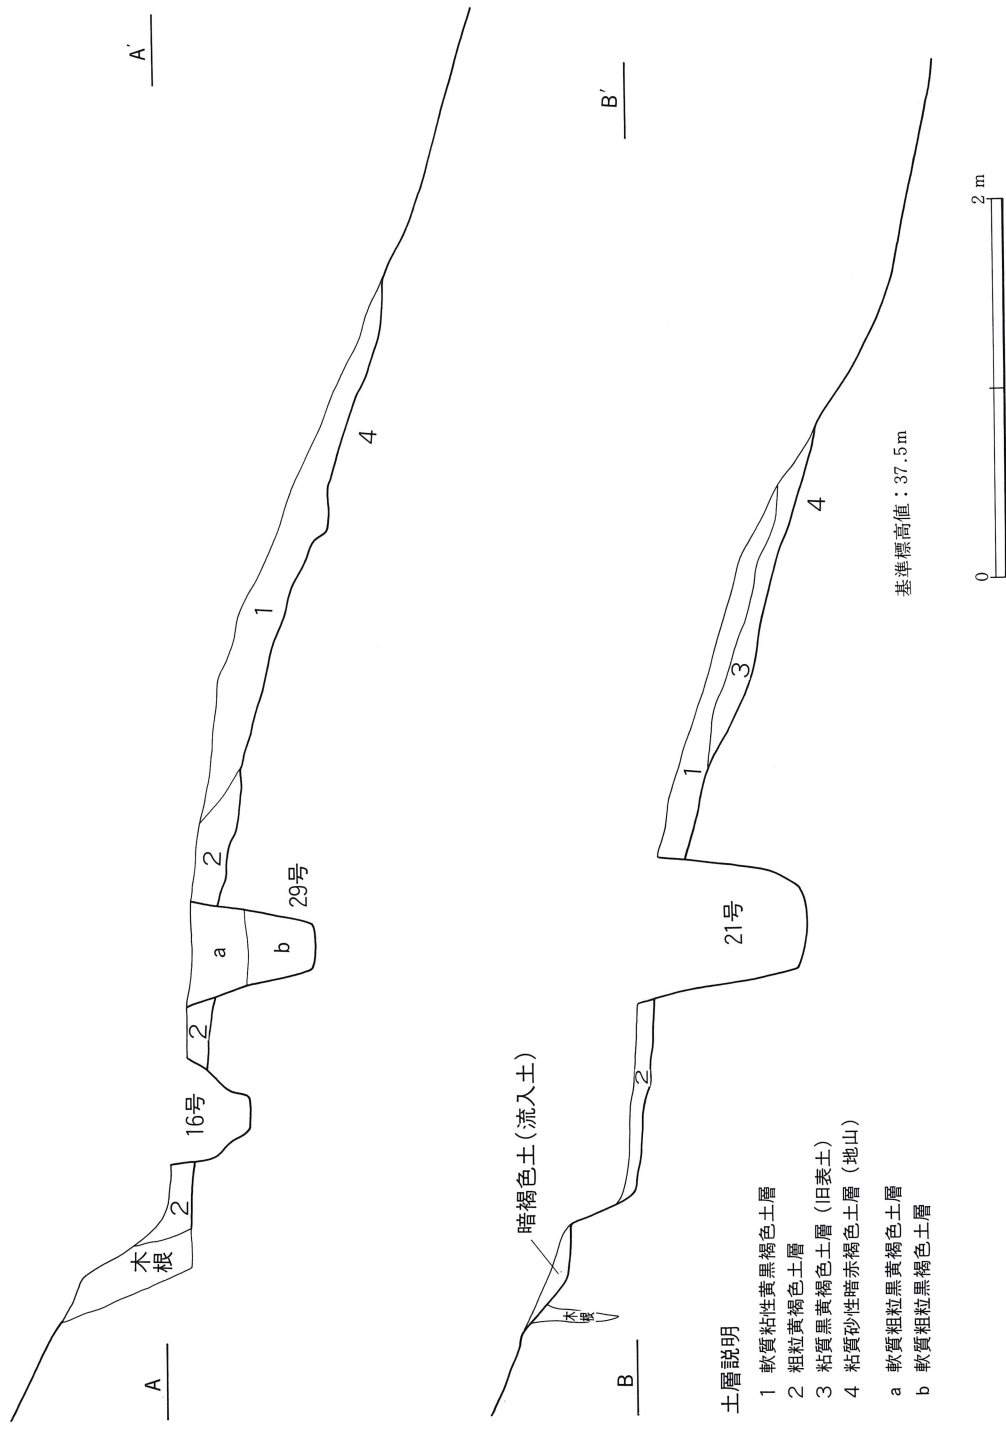 A
A′
木根
2
16号
2
a
b
29号
2
1
4
B
B′
木根
暗褐色土(流入土)
2
21号
1
3
4
土層説明
1 軟質粘性黄黒褐色土層
2 粗粒黄褐色土層
3 粘質黒黄褐色土層(旧表土)
4 粘質砂性暗赤褐色土層(地山)
a 軟質粗粒黒黄褐色土層
b 軟質粗粒黒褐色土層
基準標高値:37.5m
0
2 m